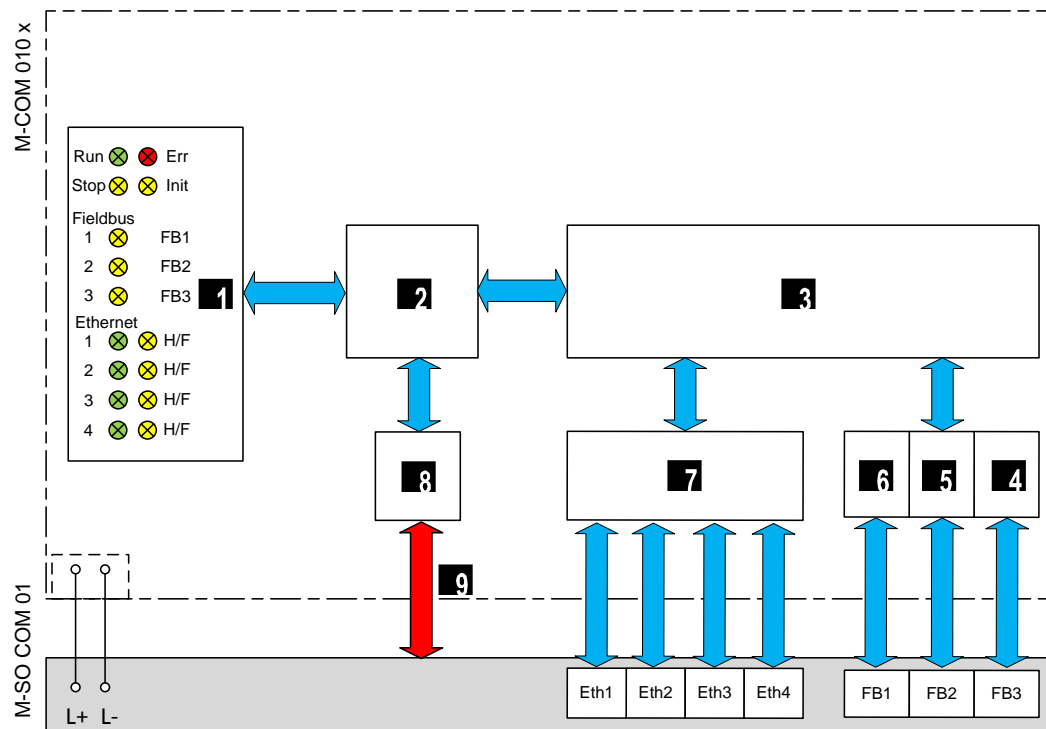 M-COM 010 x
Run Err
Stop Init
Fieldbus
1 FB1
2 FB2
3 FB3
Ethernet
1 H/F
2 H/F
3 H/F
4 H/F
1
2
3
8
7
6
5
4
9
M-SO COM 01
L+ L-
Eth1 Eth2 Eth3 Eth4
FB1 FB2 FB3